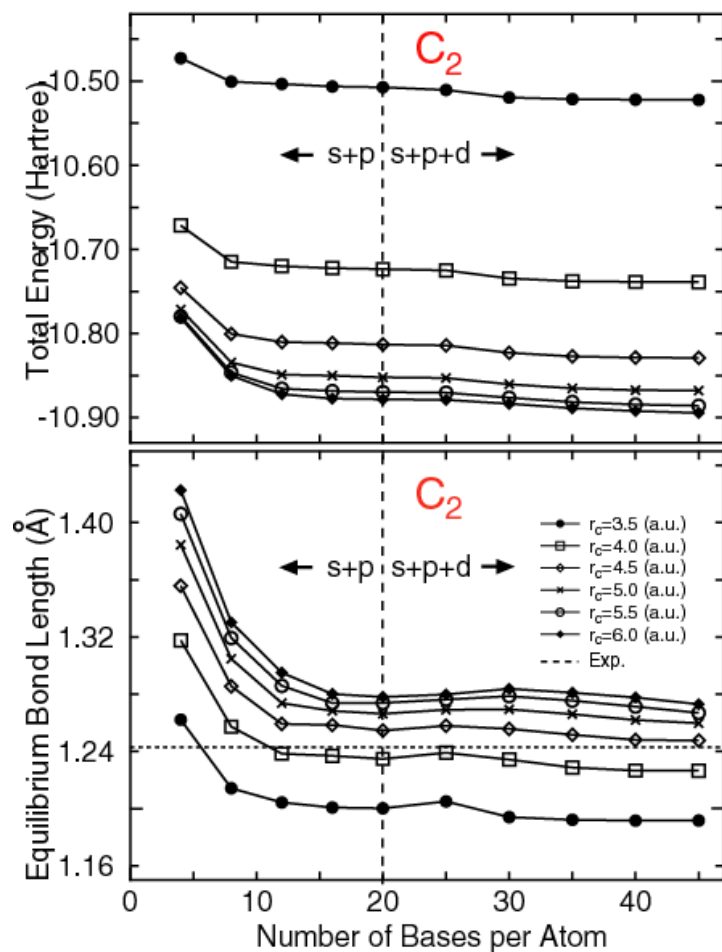 C2
Total Energy (Hartree)
-10.50
-10.60
-10.70
-10.80
-10.90
s+p s+p+d
C2
Equilibrium Bond Length (Å)
1.40
1.32
1.24
1.16
s+p s+p+d
rc=3.5 (a.u.)
rc=4.0 (a.u.)
rc=4.5 (a.u.)
rc=5.0 (a.u.)
rc=5.5 (a.u.)
rc=6.0 (a.u.)
Exp.
0 10 20 30 40
Number of Bases per Atom